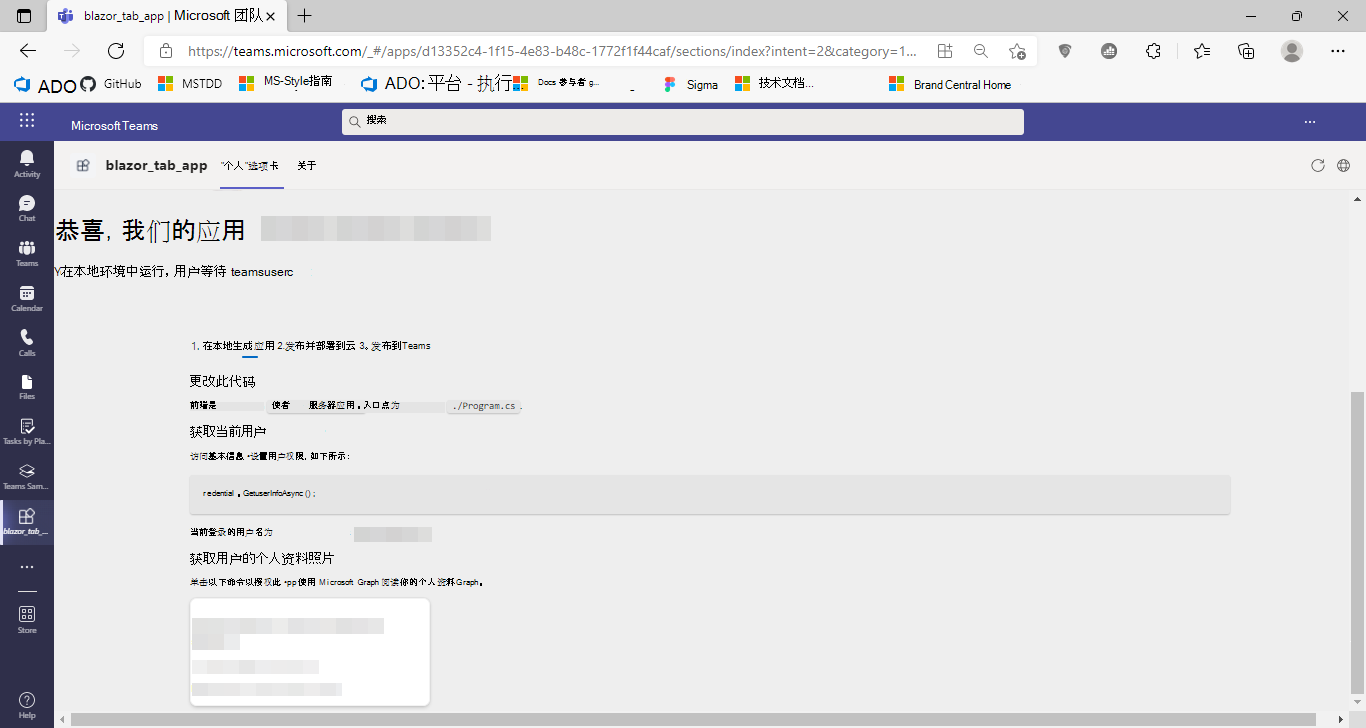 blazor_tab_app | Microsoft 团队
https://teams.microsoft.com/_#/apps/d13352c4-1f15-4e83-b48c-1772f1f44caf/sections/index?intent=2&category=1...
ADO GitHub MSTDD MS-Style指南 ADO: 平台 - 执行 Docs 参与者 g... Sigma 技术文档... Brand Central Home
Microsoft Teams 搜索
blazor_tab_app "个人"选项卡 关于
Activity
Chat
Teams
Calendar
Calls
Files
Tasks by Pla...
Teams Sam...
blazor_tab_...
Store
Help
恭喜, 我们的应用
Y在本地环境中运行, 用户等待 teamsuserc
1. 在本地生成应用 2.发布并部署到云 3。发布到Teams
更改此代码
前端是 使者 服务器应用。入口点为 ./Program.cs.
获取当前用户
访问基本信息 •设置用户权限, 如下所示:
redential 。GetuserInfoAsync () ;
当前登录的用户名为
获取用户的个人资料照片
单击以下命令以授权此 •pp 使用 Microsoft Graph 阅读你的个人资料Graph。